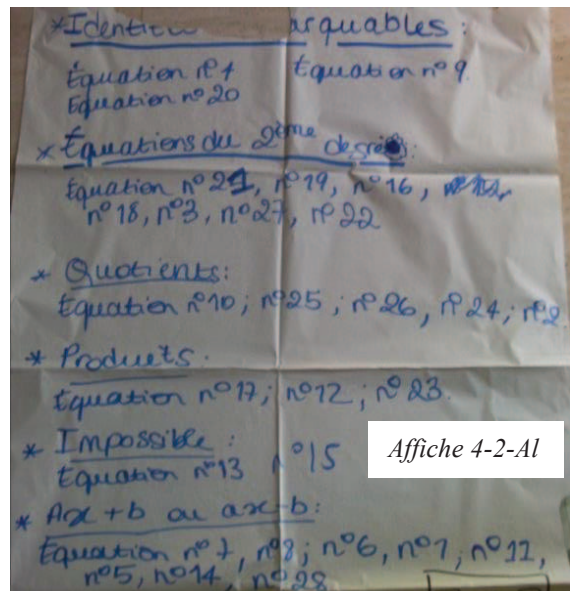 *Identit arquables :
Équation n° Équation n° 9
Équation n° 20
* Équations du 2ème degré :
Équation n° 21, n° 19, n° 16,
n° 18, n° 3, n° 27, n° 22
* Quotients :
Équation n° 10 ; n° 25 ; n° 26, n° 24 ; n° 2
* Produits :
Équation n° 17 ; n° 12 ; n° 23
* Impossible :
Équation n° 13 n° 15
Affiche 4-2-Al
* Ax + b ou ax-b :
Équation n° 7, n° 8 ; n° 6, n° 1, n° 11,
n° 5, n° 14, n° 28